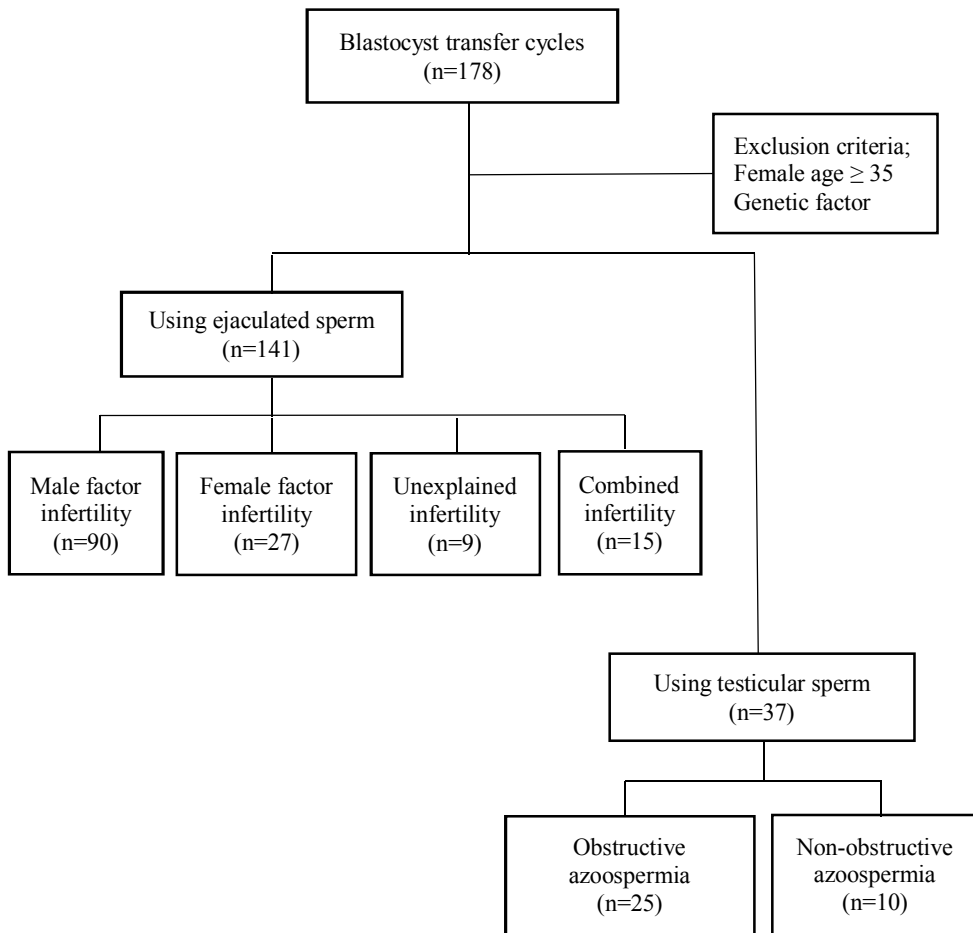 Blastocyst transfer cycles
(n=178)
Exclusion criteria;
Female age ≥ 35
Genetic factor
Using ejaculated sperm
(n=141)
Male factor
infertility
(n=90)
Female factor
infertility
(n=27)
Unexplained
infertility
(n=9)
Combined
infertility
(n=15)
Using testicular sperm
(n=37)
Obstructive
azoospermia
(n=25)
Non-obstructive
azoospermia
(n=10)